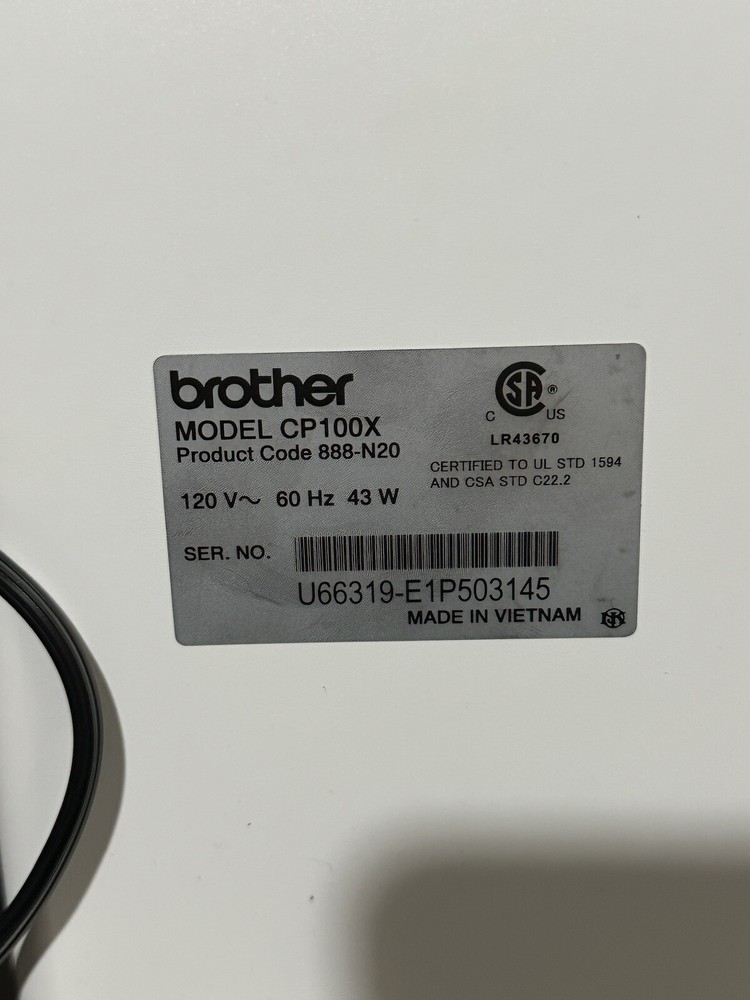 brother
MODEL CP100X
Product Code 888-N20
120 V~ 60 Hz 43 W
SA ®
C US
LR43670
CERTIFIED TO UL STD 1594
AND CSA STD C22.2
SER. NO.
U66319-E1P503145
MADE IN VIETNAM